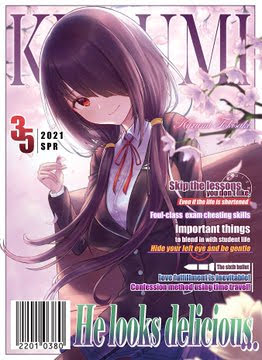 KURUMI
Kurumi Tokisaki
35
2021
SPR
Skip the lessons...
you don't like.
Even if the life is shortened
Foul-class exam cheating skills
Important things
to blend in with student life
Hide your left eye and be gentle
The sixth bullet
Love fulfillment is inevitable!
Confession method using time travel!
2201 0380
He looks delicious...